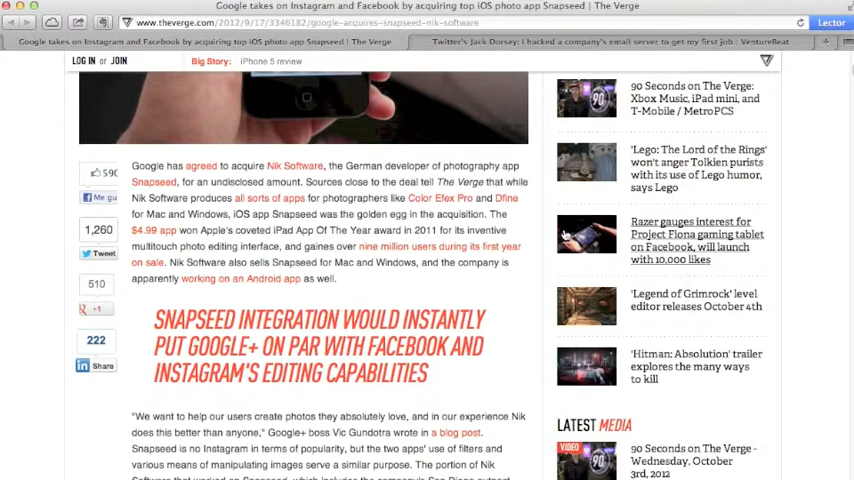 Google takes on Instagram and Facebook by acquiring top iOS photo app Snapseed | The Verge
www.theverge.com/2012/9/17/3346182/google-acquires-snapseed-nik-software
Lector
Google takes on Instagram and Facebook by acquiring top iOS photo app Snapseed | The Verge
Twitter's Jack Dorsey: i hacked a company's email server to get my first job | VentureBeat
LOG IN or JOIN
Big Story: iPhone 5 review
590
Me gu
1,260
Tweet
510
+1
222
in Share
Google has agreed to acquire Nik Software, the German developer of photography app
Snapseed, for an undisclosed amount. Sources close to the deal tell The Verge that while
Nik Software produces all sorts of apps for photographers like Color Efex Pro and Dfine
for Mac and Windows, iOS app Snapseed was the golden egg in the acquisition. The
$4.99 app won Apple's coveted iPad App Of The Year award in 2011 for its inventive
multitouch photo editing interface, and gaines over nine million users during its first year
on sale. Nik Software also sells Snapseed for Mac and Windows, and the company is
apparently working on an Android app as well.
SNAPSEED INTEGRATION WOULD INSTANTLY
PUT GOOGLE+ ON PAR WITH FACEBOOK AND
INSTAGRAM'S EDITING CAPABILITIES
"We want to help our users create photos they absolutely love, and in our experience Nik
does this better than anyone," Google+ boss Vic Gundotra wrote in a blog post.
Snapseed is no Instagram in terms of popularity, but the two apps' use of filters and
various means of manipulating images serve a similar purpose. The portion of Nik
90 Seconds on The Verge:
Xbox Music, iPad mini, and
T-Mobile / MetroPCS
'Lego: The Lord of the Rings'
won't anger Tolkien purists
with its use of Lego humor,
says Lego
Razer gauges interest for
Project Fiona gaming tablet
on Facebook, will launch
with 10,000 likes
'Legend of Grimrock' level
editor releases October 4th
'Hitman: Absolution' trailer
explores the many ways
to kill
LATEST MEDIA
VIDEO
90
90 Seconds on The Verge -
Wednesday, October
3rd, 2012